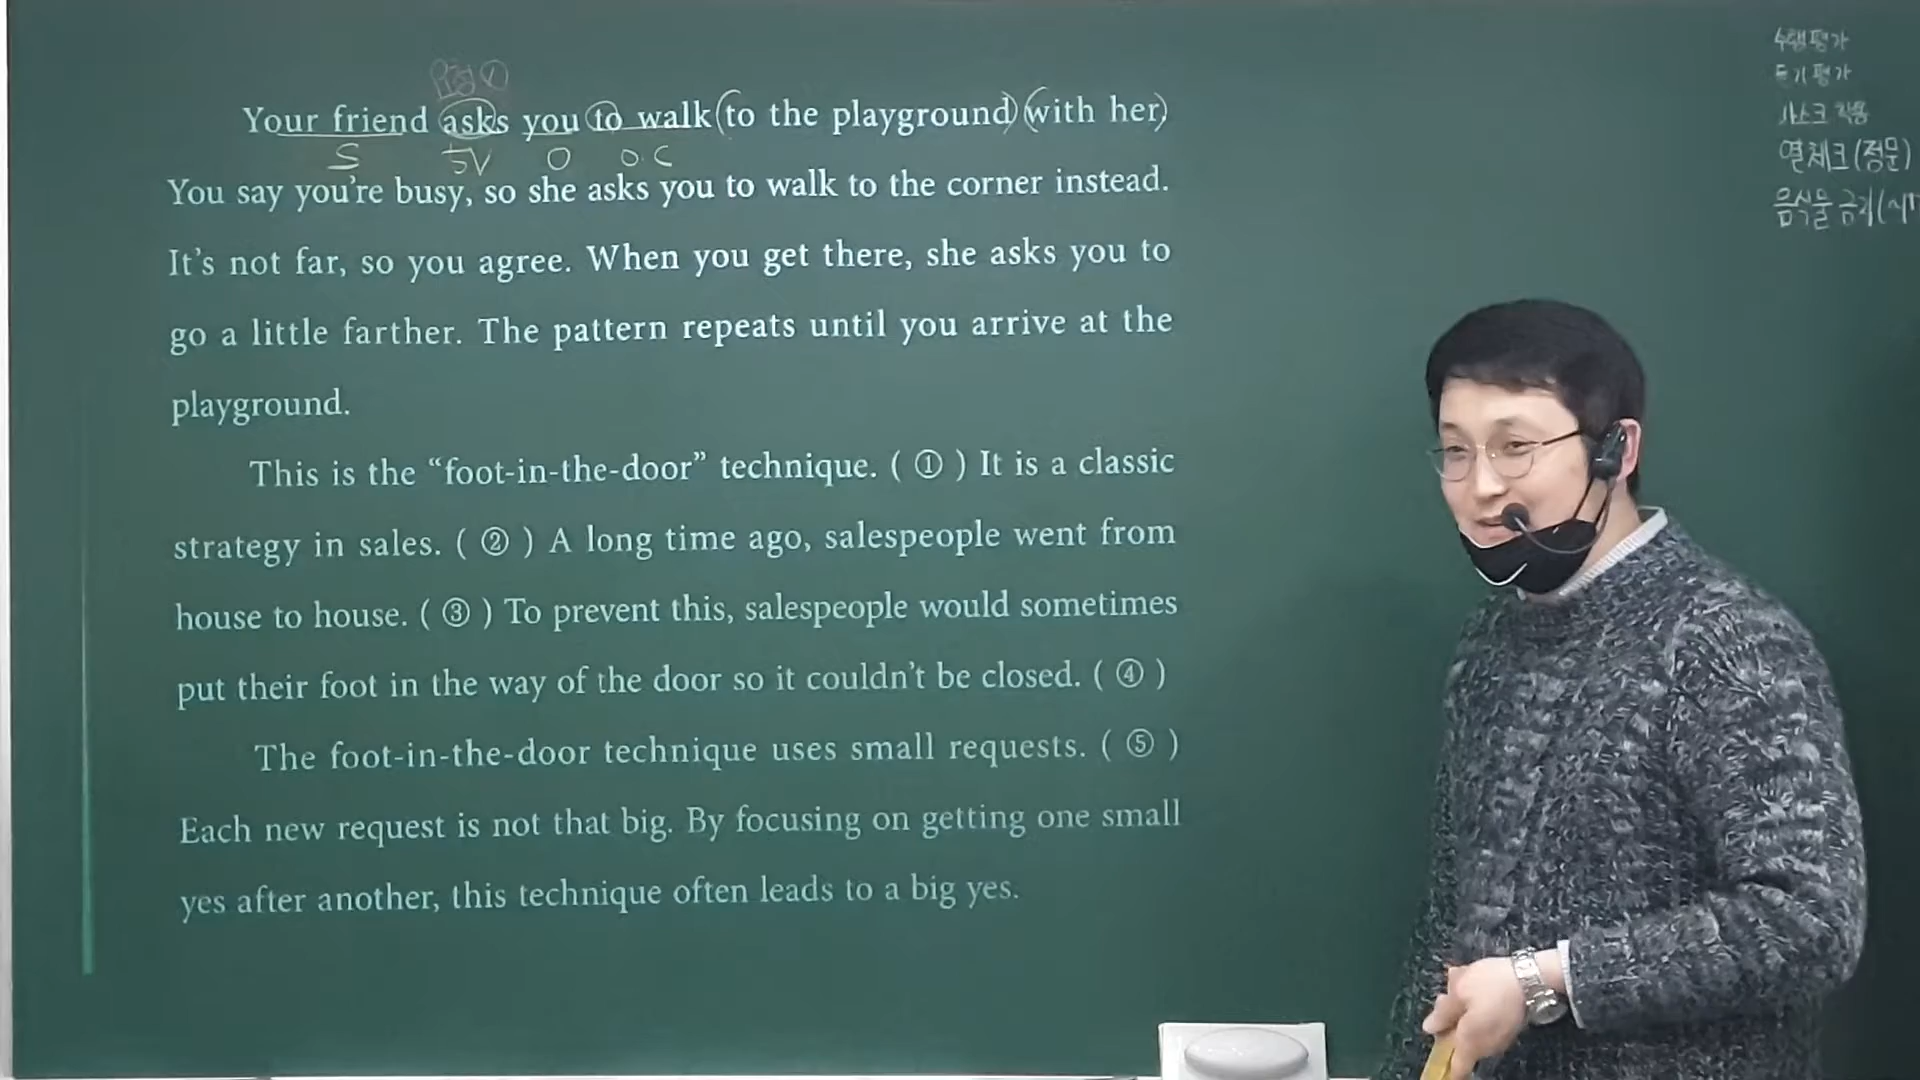 Your friend asks you to walk (to the playground) (with her)
S 5V O O.C
You say you're busy, so she asks you to walk to the corner instead.
It's not far, so you agree. When you get there, she asks you to
go a little farther. The pattern repeats until you arrive at the
playground.
This is the “foot-in-the-door” technique. ( ① ) It is a classic
strategy in sales. ( ② ) A long time ago, salespeople went from
house to house. ( ③ ) To prevent this, salespeople would sometimes
put their foot in the way of the door so it couldn't be closed. ( ④ )
The foot-in-the-door technique uses small requests. ( ⑤ )
Each new request is not that big. By focusing on getting one small
yes after another, this technique often leads to a big yes.
수행평가
듣기평가
마스크 착용
열체크(정문)
음식물 금지